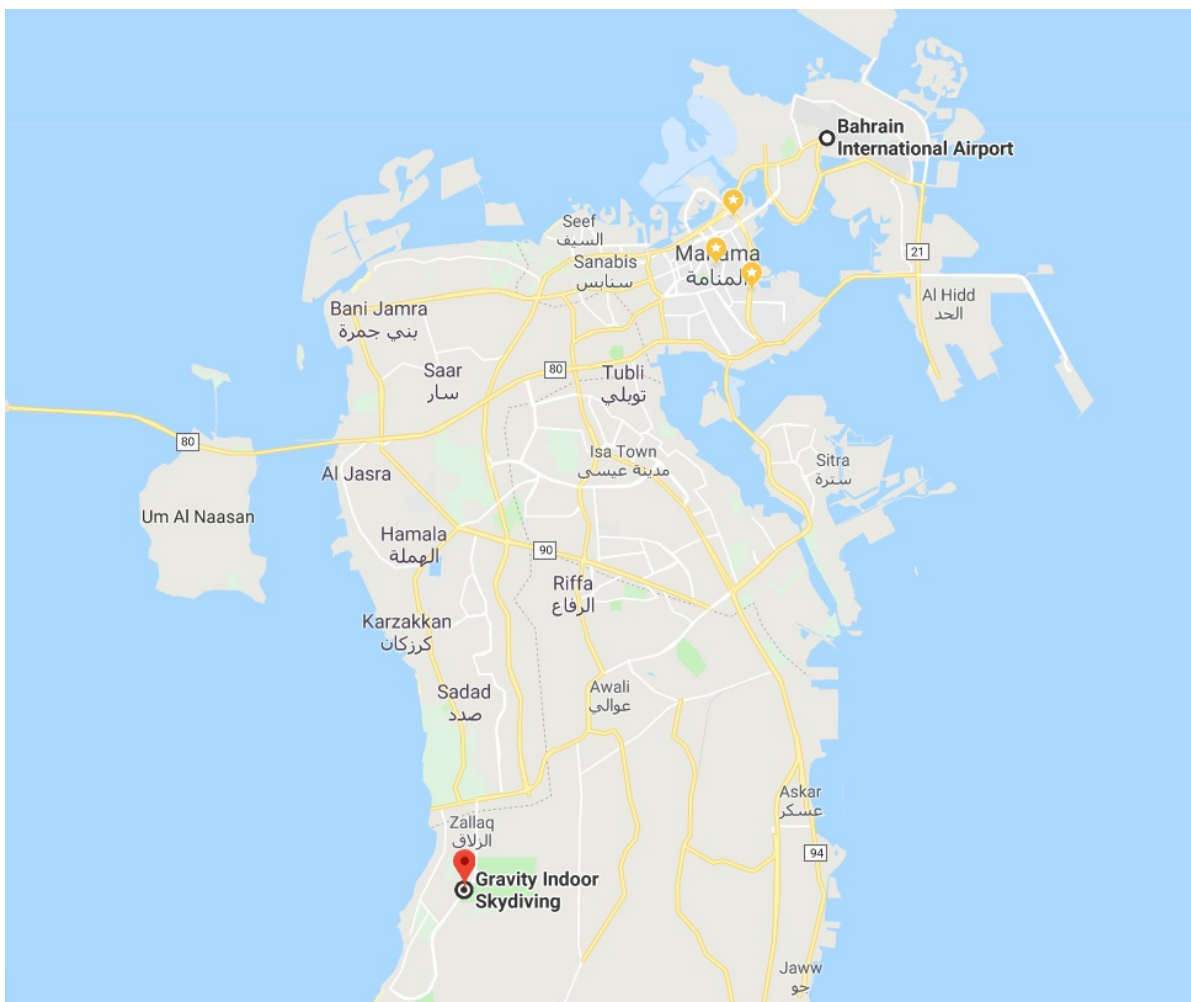 Bahrain
International Airport
Seef
السيف
Manama
المنامة
Sanabis
سنابس
21
Al Hidd
الحد
Bani Jamra
بني جمرة
Saar
سار
80
Tubli
توبلي
80
Isa Town
مدينة عيسى
Sitra
سترة
Al Jasra
Um Al Naasan
Hamala
الهملة
90
Riffa
الرفاع
Karzakkan
كرزكان
Sadad
صدد
Awali
عوالي
Askar
عسكر
Zallaq
الزلاق
94
Gravity Indoor
Skydiving
Jaww
جو